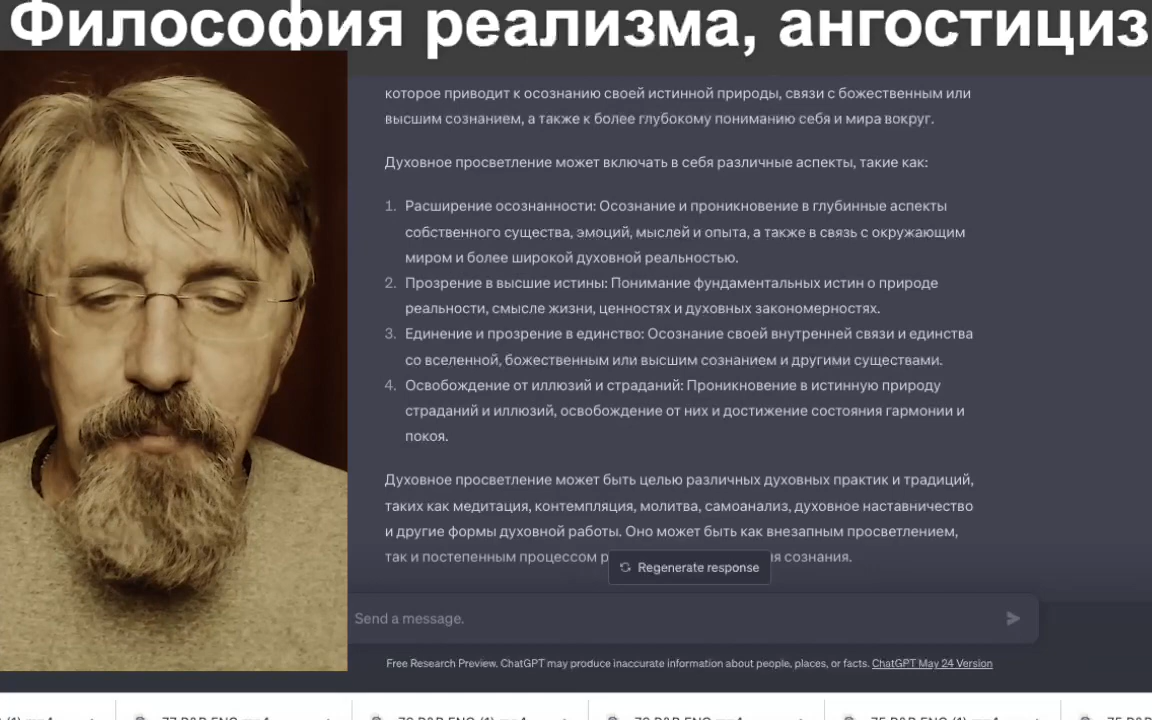 Философия реализма, ангостициз
которое приводит к осознанию своей истинной природы, связи с божественным или
высшим сознанием, а также к более глубокому пониманию себя и мира вокруг.
Духовное просветление может включать в себя различные аспекты, такие как:
1. Расширение осознанности: Осознание и проникновение в глубинные аспекты
собственного существа, эмоций, мыслей и опыта, а также в связь с окружающим
миром и более широкой духовной реальностью.
2. Прозрение в высшие истины: Понимание фундаментальных истин о природе
реальности, смысле жизни, ценностях и духовных закономерностях.
3. Единение и прозрение в единство: Осознание своей внутренней связи и единства
со вселенной, божественным или высшим сознанием и другими существами.
4. Освобождение от иллюзий и страданий: Проникновение в истинную природу
страданий и иллюзий, освобождение от них и достижение состояния гармонии и
покоя.
Духовное просветление может быть целью различных духовных практик и традиций,
таких как медитация, контемпляция, молитва, самоанализ, духовное наставничество
и другие формы духовной работы. Оно может быть как внезапным просветлением,
так и постепенным процессом сознания.
Regenerate response
Send a message.
Free Research Preview. ChatGPT may produce inaccurate information about people, places, or facts. ChatGPT May 24 Version